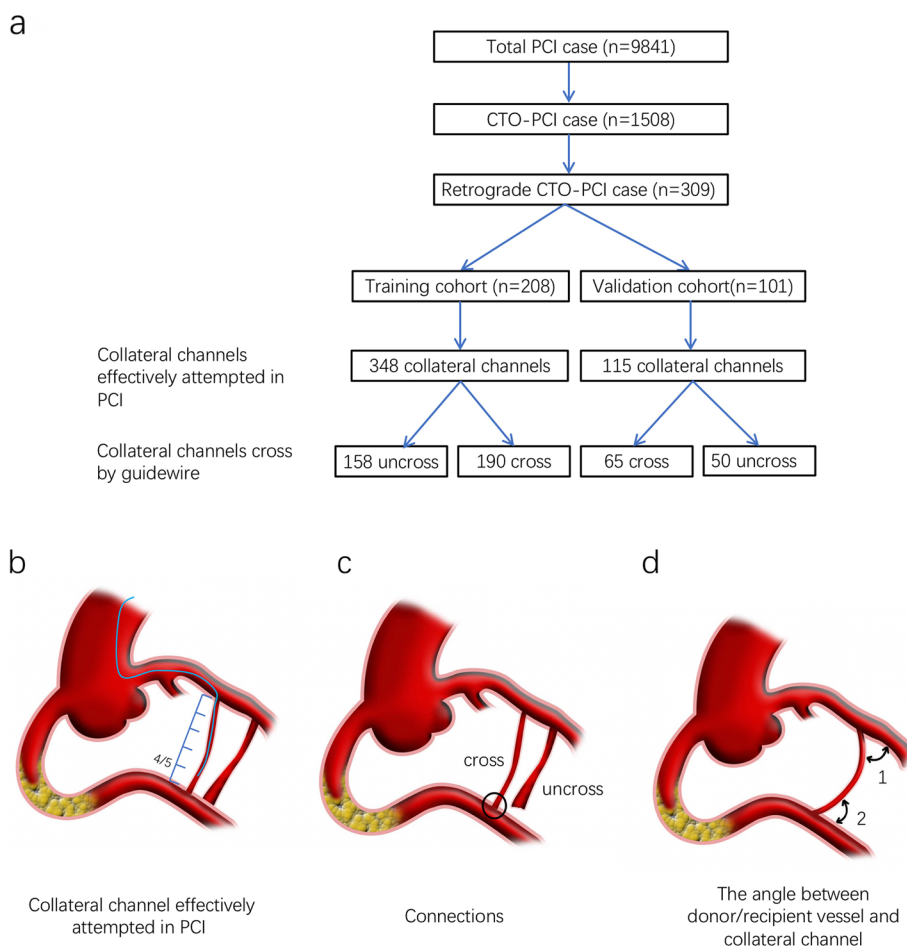 a
Total PCI case (n=9841)
CTO-PCI case (n=1508)
Retrograde CTO-PCI case (n=309)
Training cohort (n=208)
Validation cohort(n=101)
Collateral channels
effectively attempted in
PCI
348 collateral channels
115 collateral channels
Collateral channels cross
by guidewire
158 uncross
190 cross
65 cross
50 uncross
b
4/5
Collateral channel effectively
attempted in PCI
c
cross
uncross
Connections
d
1
2
The angle between
donor/recipient vessel and
collateral channel